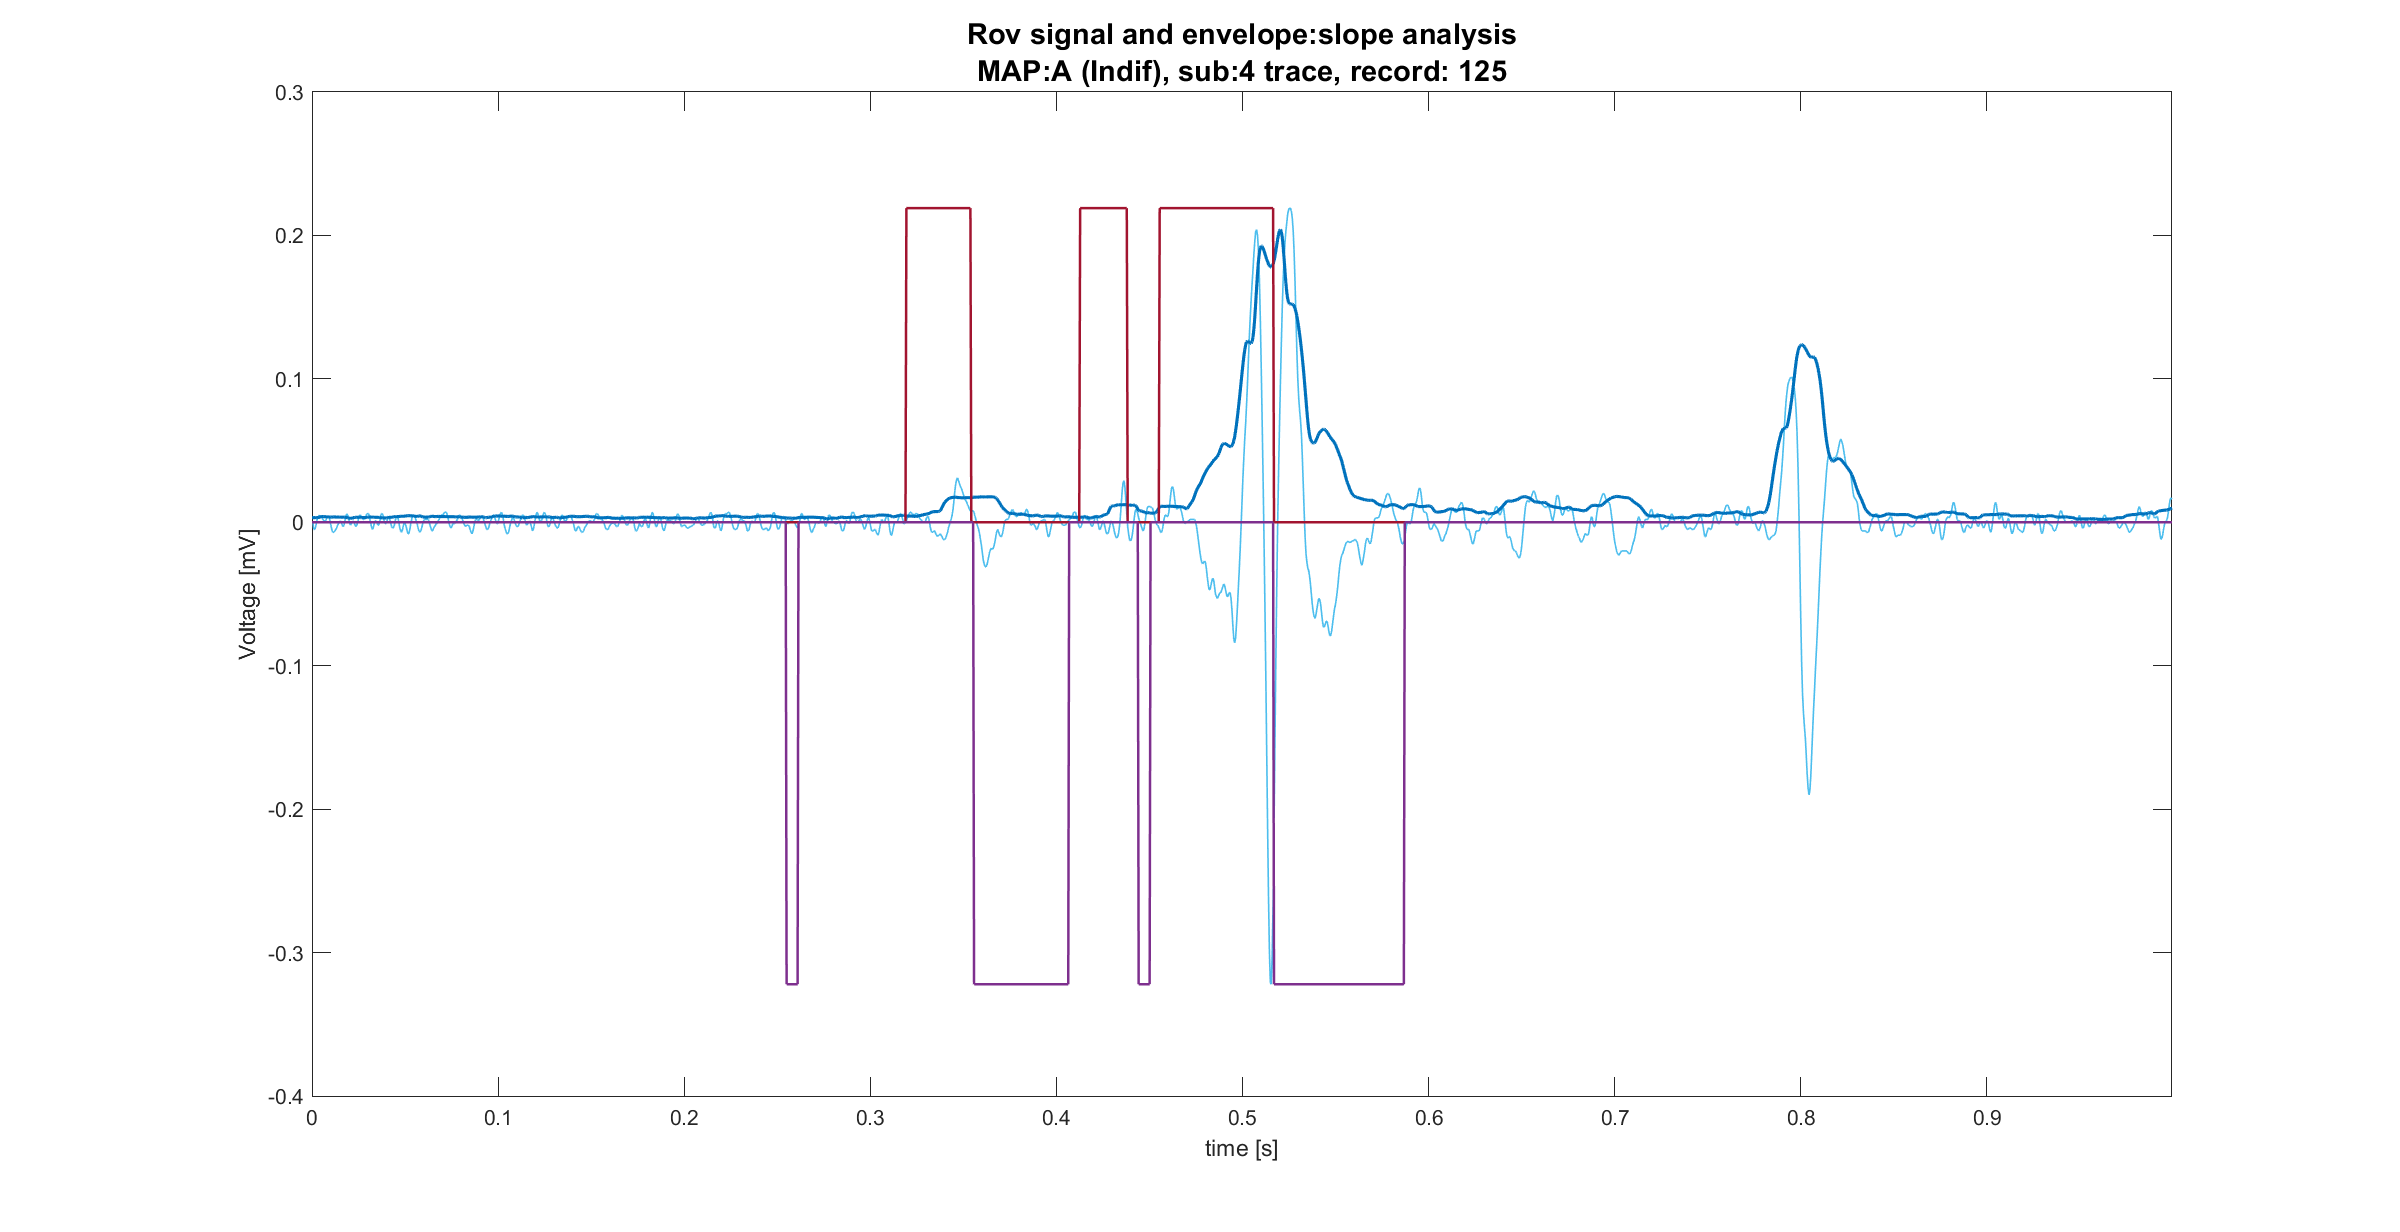 Rov signal and envelope:slope analysis
MAP:A (Indif), sub:4 trace, record: 125
0.3
0.2
0.1
0
-0.1
-0.2
-0.3
-0.4
Voltage [mV]
0 0.1 0.2 0.3 0.4 0.5 0.6 0.7 0.8 0.9
time [s]